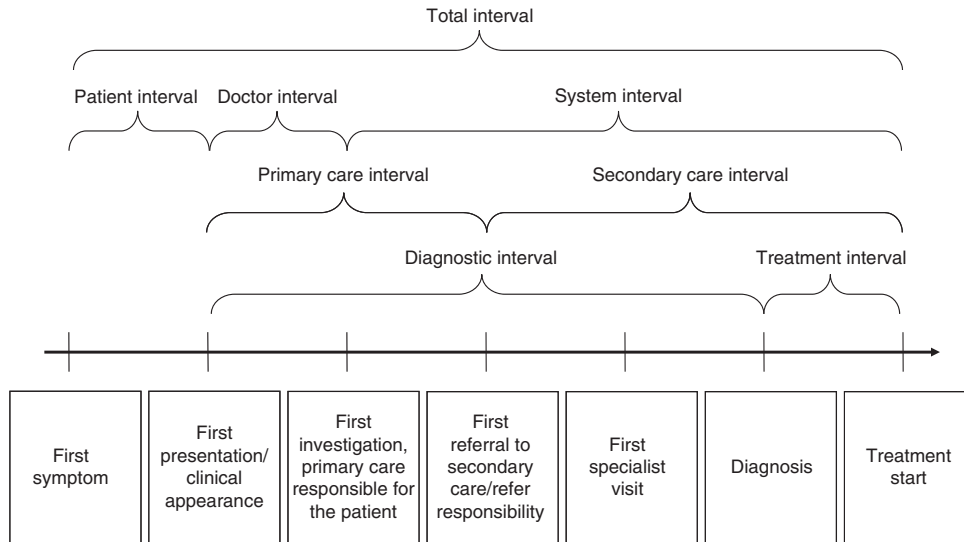 Total interval
Patient interval
Doctor interval
System interval
Primary care interval
Secondary care interval
Diagnostic interval
Treatment interval
First
symptom
First
presentation/
clinical
appearance
First
investigation,
primary care
responsible for
the patient
First
referral to
secondary
care/refer
responsibility
First
specialist
visit
Diagnosis
Treatment
start